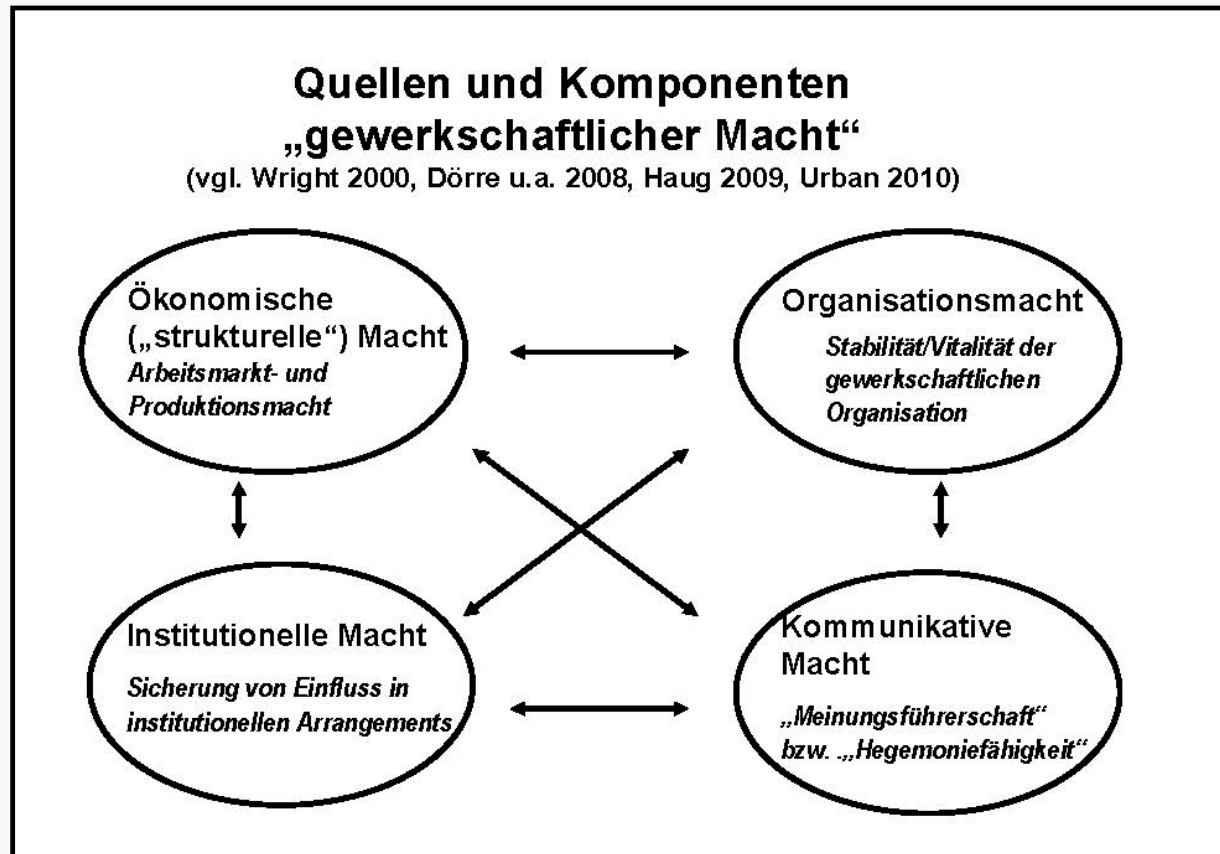 Quellen und Komponenten
„gewerkschaftlicher Macht“
(vgl. Wright 2000, Dörre u.a. 2008, Haug 2009, Urban 2010)
Ökonomische
(„strukturelle“) Macht
Arbeitsmarkt- und
Produktionsmacht
Organisationsmacht
Stabilität/Vitalität der
gewerkschaftlichen
Organisation
Institutionelle Macht
Sicherung von Einfluss in
institutionellen Arrangements
Kommunikative
Macht
„Meinungsführerschaft“
bzw. .„Hegemoniefähigkeit“